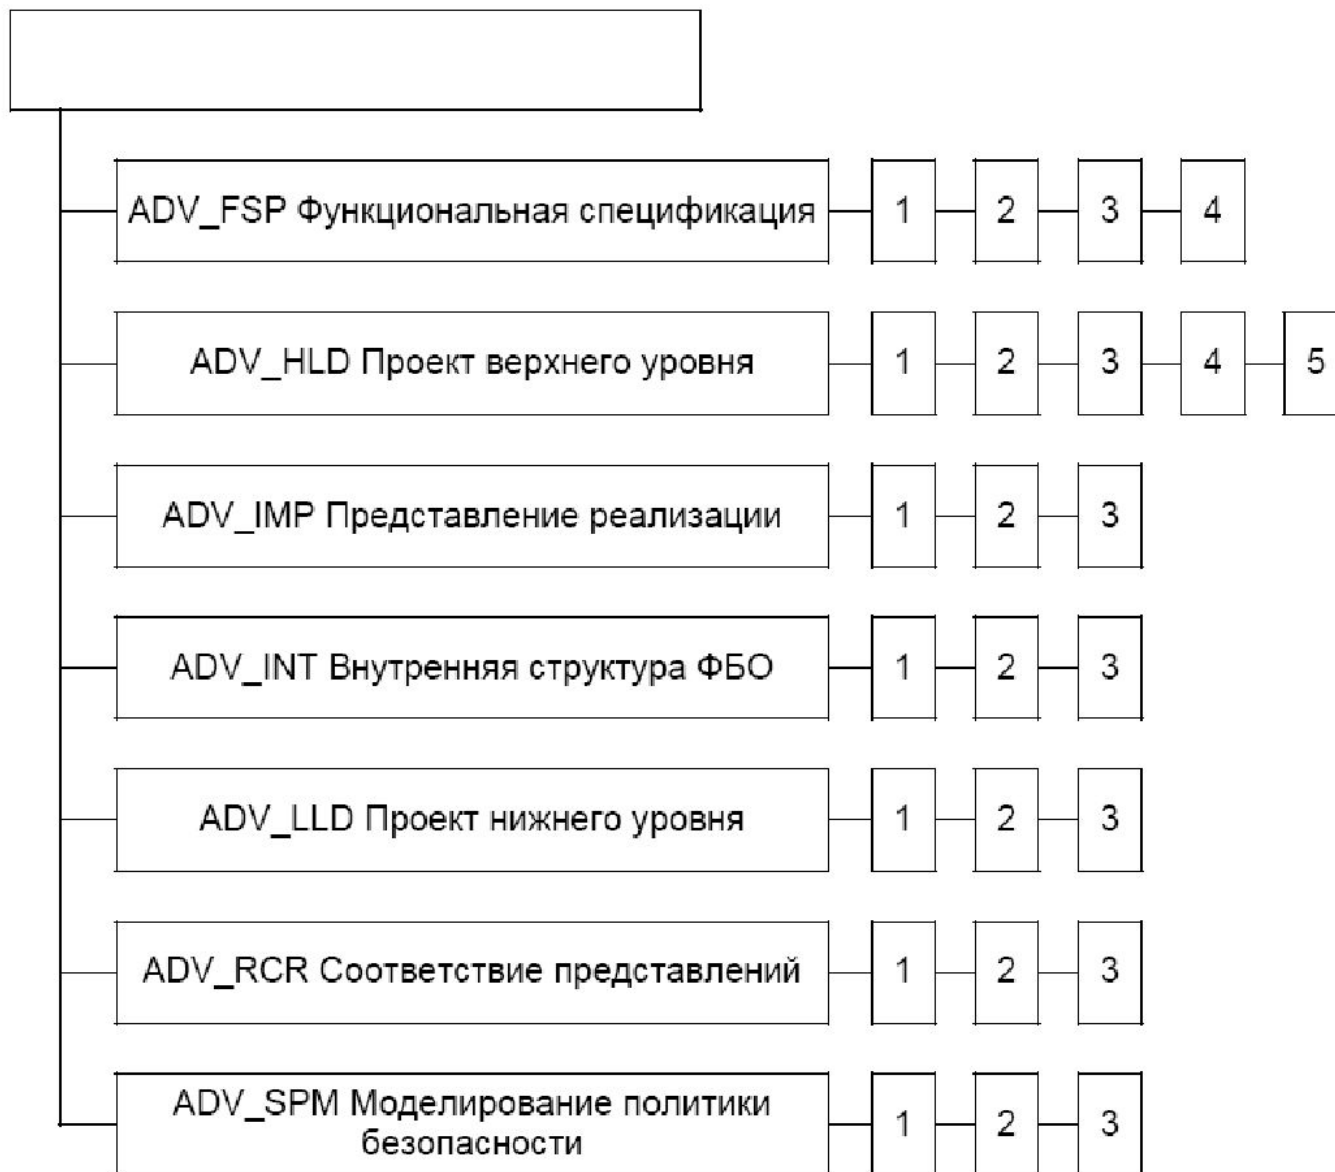 ADV_FSP Функциональная спецификация 1 2 3 4
ADV_HLD Проект верхнего уровня 1 2 3 4 5
ADV_IMP Представление реализации 1 2 3
ADV_INT Внутренняя структура ФБО 1 2 3
ADV_LLD Проект нижнего уровня 1 2 3
ADV_RCR Соответствие представлений 1 2 3
ADV_SPM Моделирование политики
безопасности 1 2 3